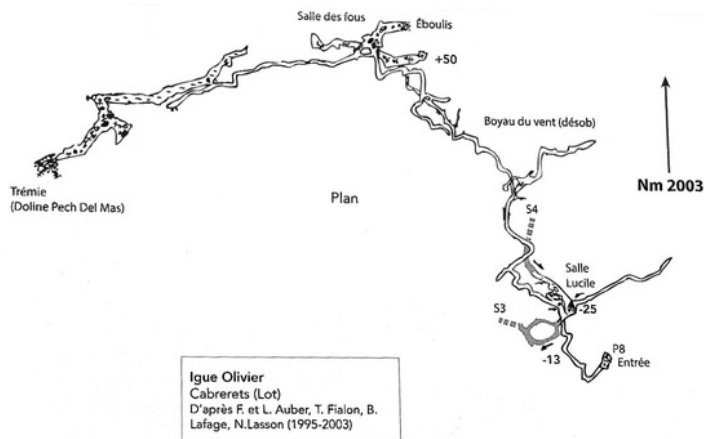 Salle des fous
Éboulis
+50
Boyau du vent (désob)
Trémie
(Doline Pech Del Mas)
Plan
Nm 2003
S4
Salle
Lucile
S3
-25
-13
P8
Entrée
Igue Olivier
Cabrerets (Lot)
D'après F. et L. Auber, T. Fialon, B.
Lafage, N.Lasson (1995-2003)